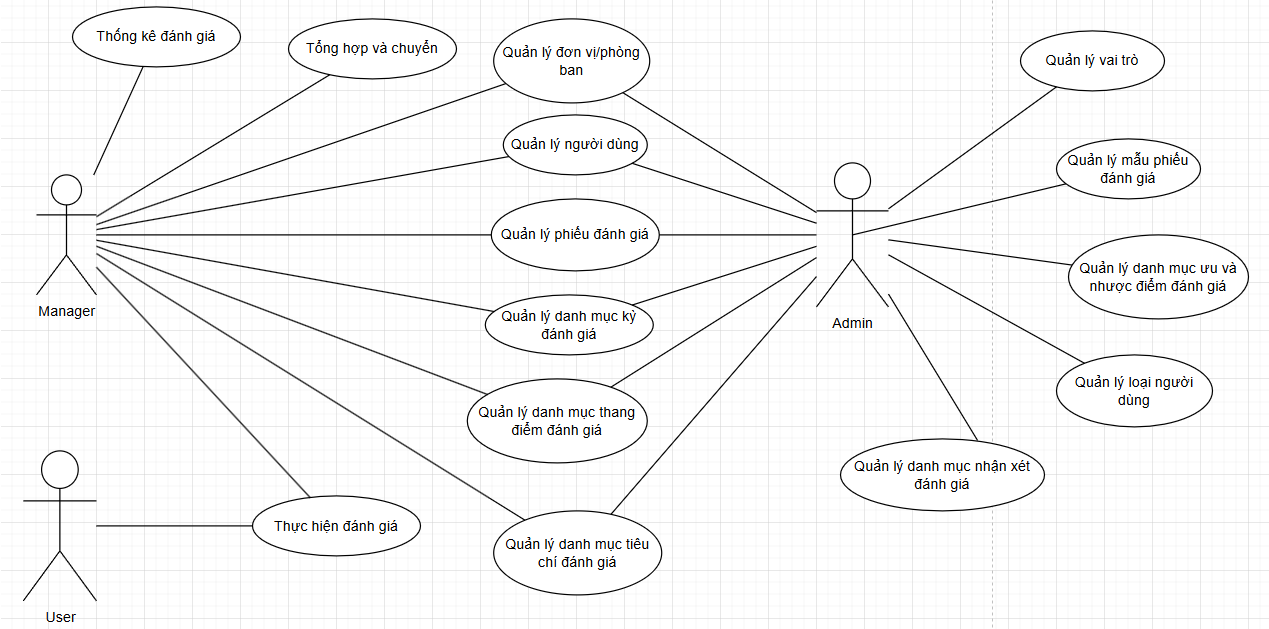 Thống kê đánh giá
Tổng hợp và chuyển
Quản lý đơn vị/phòng
ban
Quản lý vai trò
Quản lý người dùng
Quản lý mẫu phiếu
đánh giá
Quản lý phiếu đánh giá
Quản lý danh mục ưu và
nhược điểm đánh giá
Manager
Admin
Quản lý danh mục kỳ
đánh giá
Quản lý loại người
dùng
Quản lý danh mục thang
điểm đánh giá
Quản lý danh mục nhận xét
đánh giá
Thực hiện đánh giá
Quản lý danh mục tiêu
chí đánh giá
User